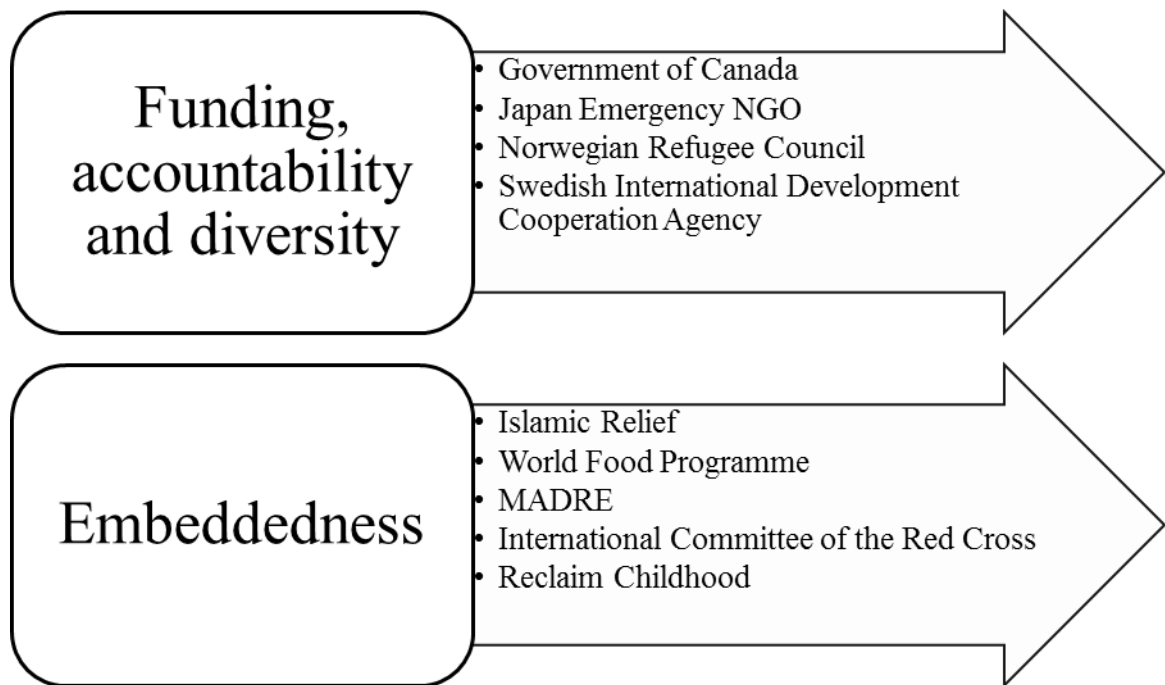 Funding,
accountability
and diversity
• Government of Canada
• Japan Emergency NGO
• Norwegian Refugee Council
• Swedish International Development
Cooperation Agency
Embeddedness
• Islamic Relief
• World Food Programme
• MADRE
• International Committee of the Red Cross
• Reclaim Childhood